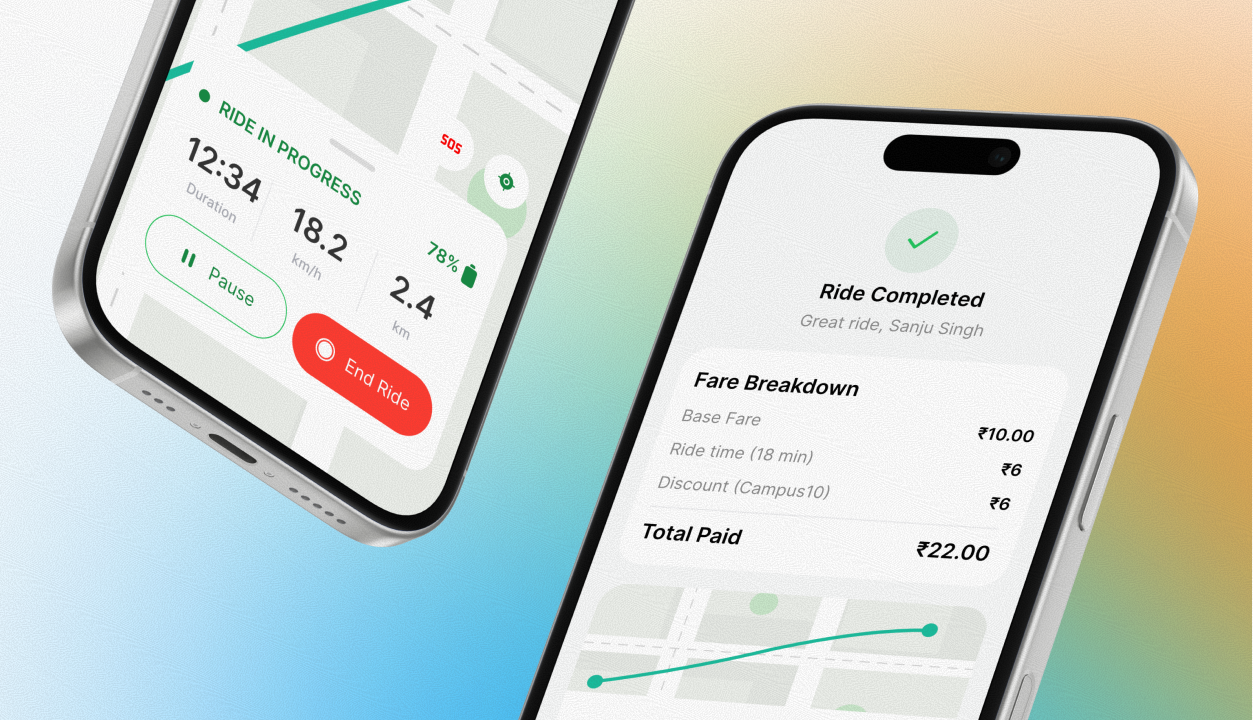 SOS
RIDE IN PROGRESS
78%
12:34
Duration
18.2
km/h
2.4
km
Pause
End Ride
Ride Completed
Great ride, Sanju Singh
Fare Breakdown
Base Fare ₹10.00
Ride time (18 min) ₹6
Discount (Campus10) ₹6
Total Paid ₹22.00